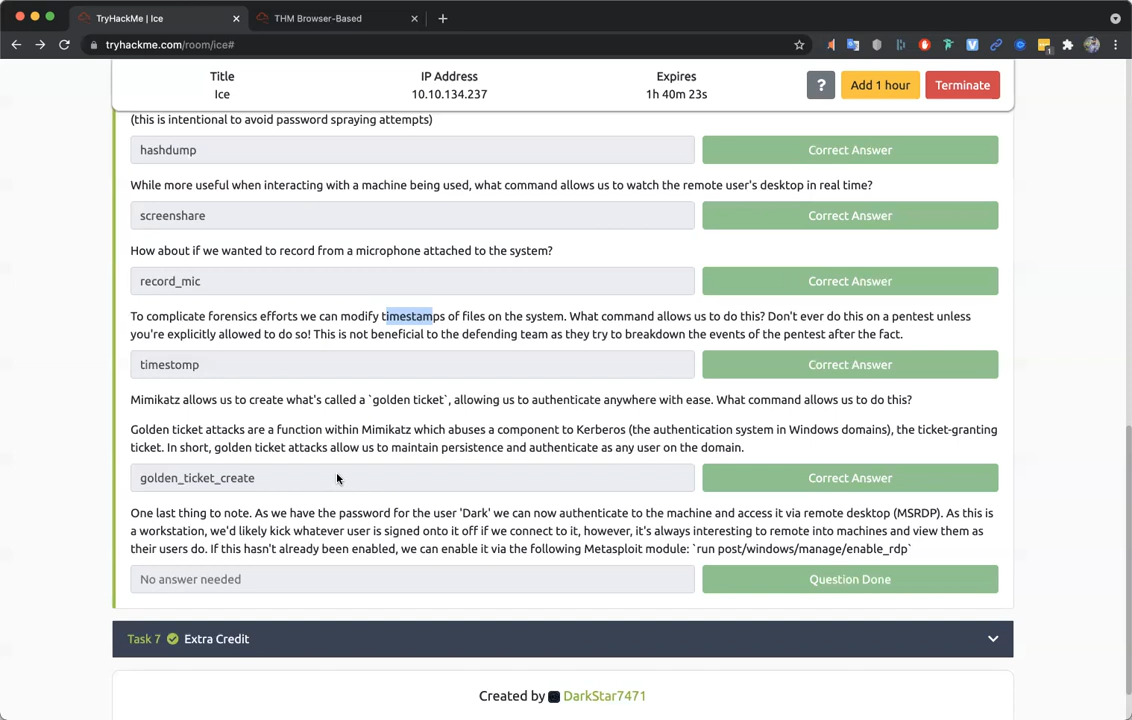 TryHackMe | Ice
THM Browser-Based
tryhackme.com/room/ice#
Title
IP Address
Expires
Ice
10.10.134.237
1h 40m 23s
?
Add 1 hour
Terminate
(this is intentional to avoid password spraying attempts)
hashdump
Correct Answer
While more useful when interacting with a machine being used, what command allows us to watch the remote user's desktop in real time?
screenshare
Correct Answer
How about if we wanted to record from a microphone attached to the system?
record_mic
Correct Answer
To complicate forensics efforts we can modify timestamps of files on the system. What command allows us to do this? Don't ever do this on a pentest unless
you're explicitly allowed to do so! This is not beneficial to the defending team as they try to breakdown the events of the pentest after the fact.
timestomp
Correct Answer
Mimikatz allows us to create what's called a `golden ticket`, allowing us to authenticate anywhere with ease. What command allows us to do this?
Golden ticket attacks are a function within Mimikatz which abuses a component to Kerberos (the authentication system in Windows domains), the ticket-granting
ticket. In short, golden ticket attacks allow us to maintain persistence and authenticate as any user on the domain.
golden_ticket_create
Correct Answer
One last thing to note. As we have the password for the user 'Dark' we can now authenticate to the machine and access it via remote desktop (MSRDP). As this is
a workstation, we'd likely kick whatever user is signed onto it off if we connect to it, however, it's always interesting to remote into machines and view them as
their users do. If this hasn't already been enabled, we can enable it via the following Metasploit module: `run post/windows/manage/enable_rdp`
No answer needed
Question Done
Task 7
Extra Credit
Created by DarkStar7471